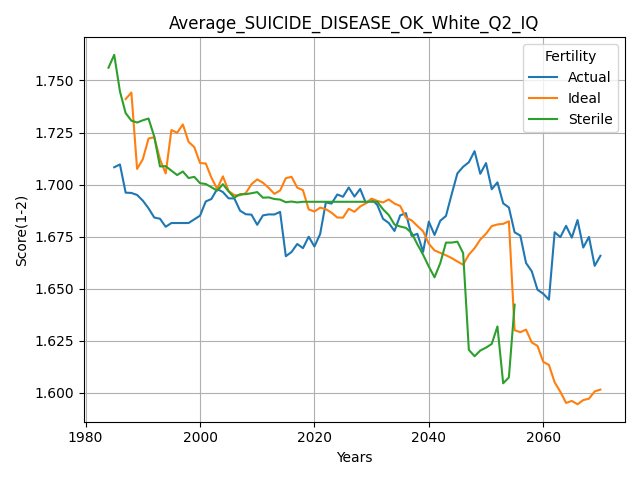 Average_SUICIDE_DISEASE_OK_White_Q2_IQ
Fertility
Actual
Ideal
Sterile
Score(1-2)
1.750
1.725
1.700
1.675
1.650
1.625
1.600
1980 2000 2020 2040 2060
Years